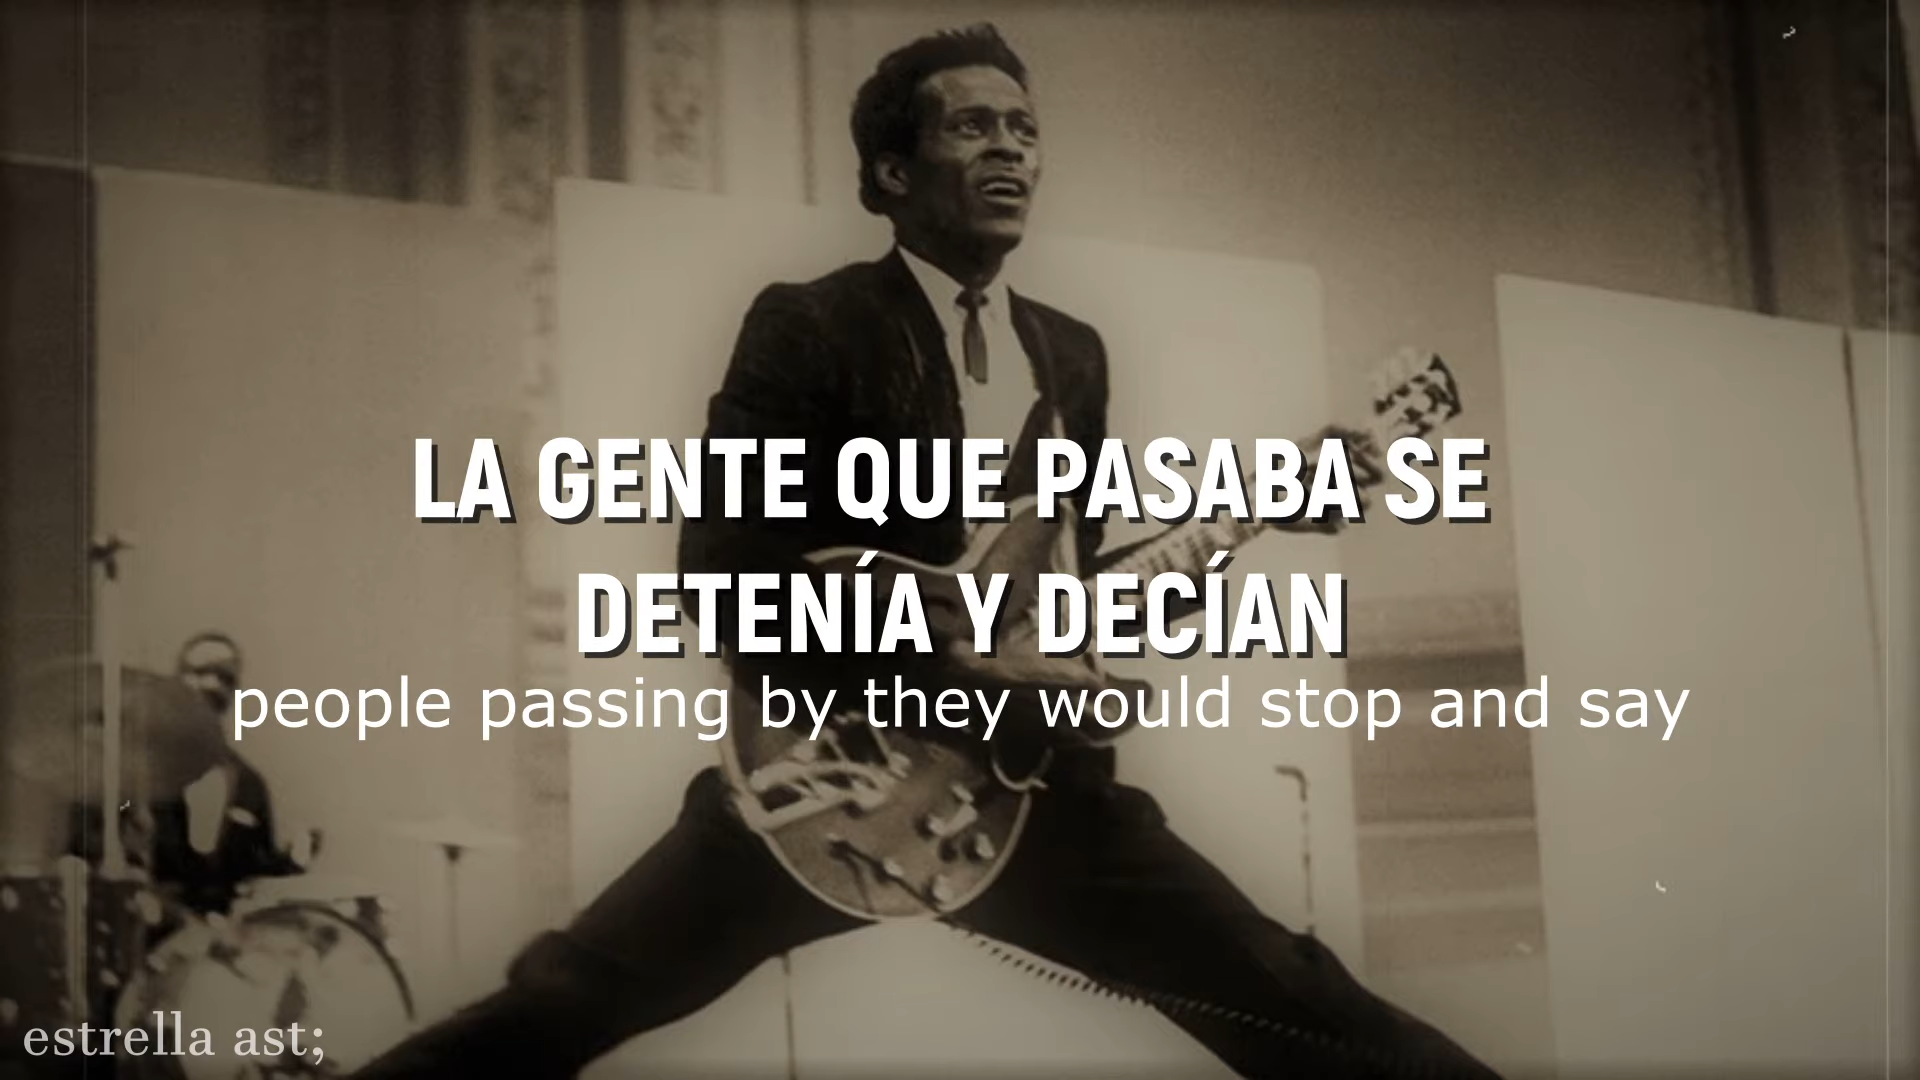 LA GENTE QUE PASABA SE
DETENÍA Y DECÍAN
people passing by they would stop and say
estrella ast;